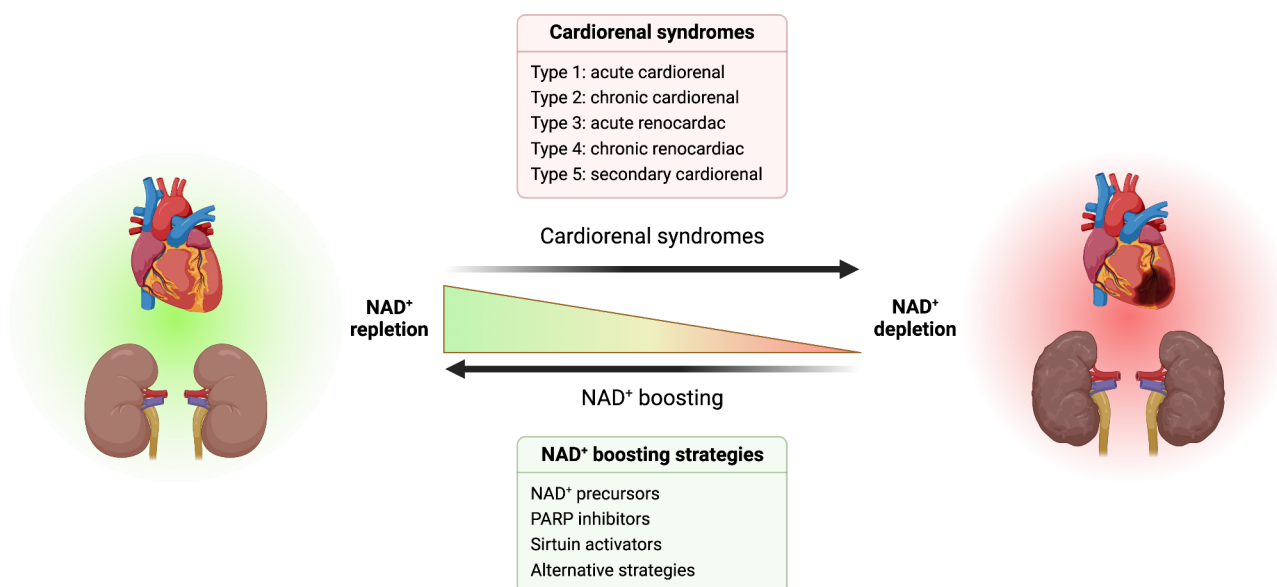 Cardiorenal syndromes
Type 1: acute cardiorenal
Type 2: chronic cardiorenal
Type 3: acute renocardac
Type 4: chronic renocardiac
Type 5: secondary cardiorenal
Cardiorenal syndromes
NAD⁺
repletion
NAD⁺
depletion
NAD⁺ boosting
NAD⁺ boosting strategies
NAD⁺ precursors
PARP inhibitors
Sirtuin activators
Alternative strategies